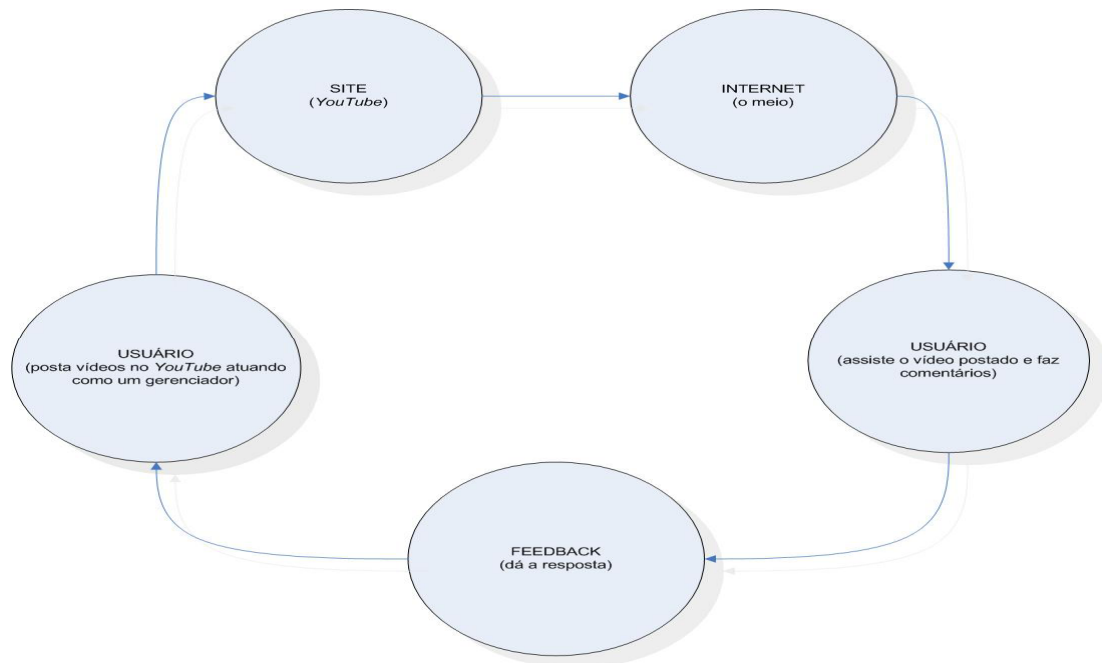 SITE
(YouTube)
INTERNET
(o meio)
USUÁRIO
(posta vídeos no YouTube atuando
como um gerenciador)
USUÁRIO
(assiste o vídeo postado e faz
comentários)
FEEDBACK
(dá a resposta)